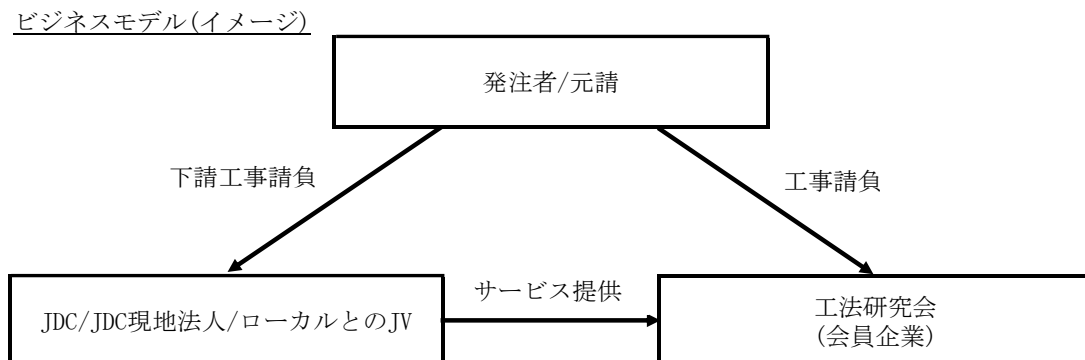 ビジネスモデル(イメージ)
発注者/元請
下請工事請負
工事請負
JDC/JDC現地法人/ローカルとのJV
サービス提供
工法研究会
(会員企業)